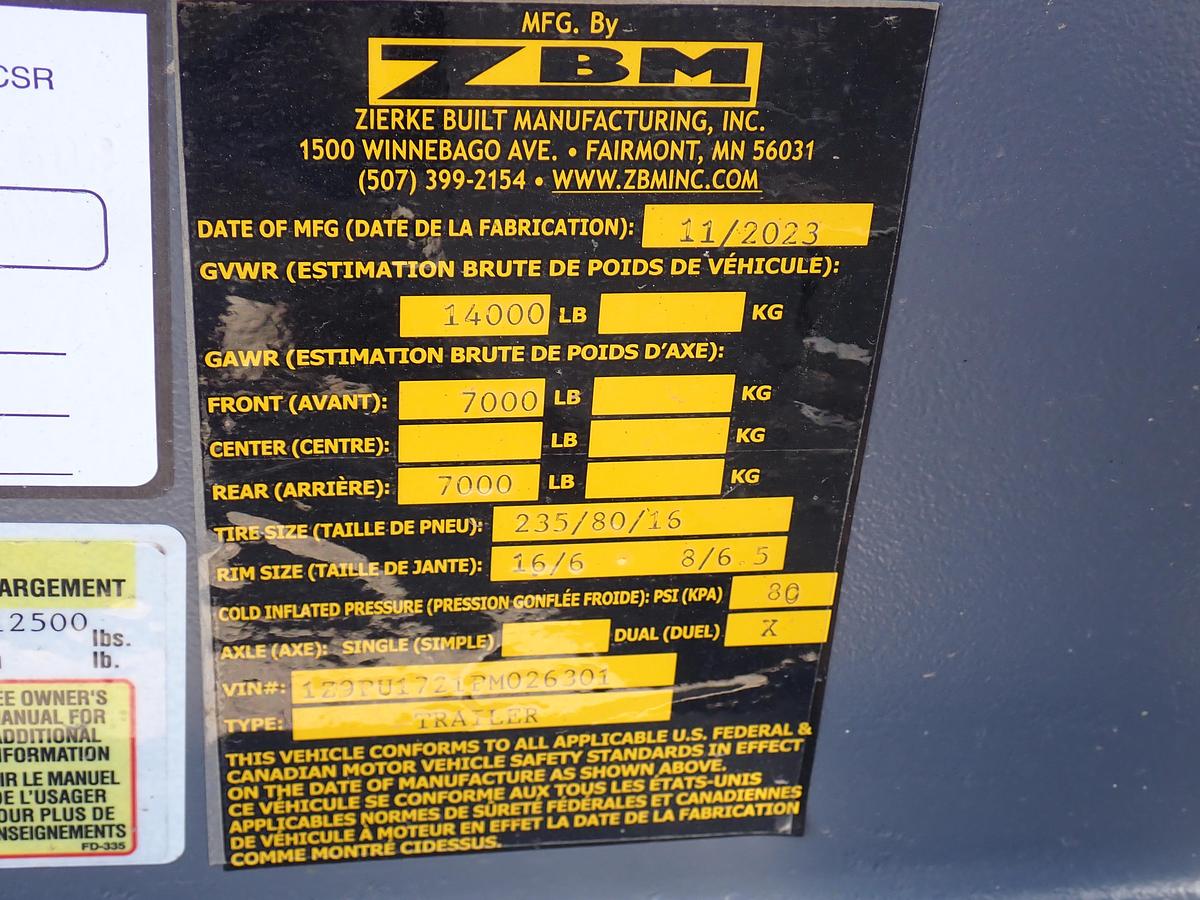 CSR
ARGEMENT
12500
lbs.
lb.
EE OWNER'S
ANUAL FOR
ADDITIONAL
NFORMATION
IR LE MANUEL
DE L'USAGER
OUR PLUS DE
NSEIGNEMENTS
FD-335
MFG. By
ZBM
ZIERKE BUILT MANUFACTURING, INC.
1500 WINNEBAGO AVE. • FAIRMONT, MN 56031
(507) 399-2154 • WWW.ZBMINC.COM
DATE OF MFG (DATE DE LA FABRICATION): 11/2023
GVWR (ESTIMATION BRUTE DE POIDS DE VÉHICULE):
14000 LB KG
GAWR (ESTIMATION BRUTE DE POIDS D'AXE):
FRONT (AVANT): 7000 LB KG
CENTER (CENTRE): LB KG
REAR (ARRIÈRE): 7000 LB KG
TIRE SIZE (TAILLE DE PNEU): 235/80/16
RIM SIZE (TAILLE DE JANTE): 16/6 8/6.5
COLD INFLATED PRESSURE (PRESSION GONFLÉE FROIDE): PSI (KPA) 80
AXLE (AXE): SINGLE (SIMPLE) DUAL (DUEL) X
VIN#: 1Z9PU1721PM026301
TYPE: TRAILER
THIS VEHICLE CONFORMS TO ALL APPLICABLE U.S. FEDERAL &
CANADIAN MOTOR VEHICLE SAFETY STANDARDS IN EFFECT
ON THE DATE OF MANUFACTURE AS SHOWN ABOVE.
CE VÉHICULE SE CONFORME AUX TOUS LES ÉTATS-UNIS
APPLICABLES NORMES DE SÛRETÉ FÉDÉRALES ET CANADIENNES
DE VÉHICULE À MOTEUR EN EFFET LA DATE DE LA FABRICATION
COMME MONTRÉ CIDESSUS.